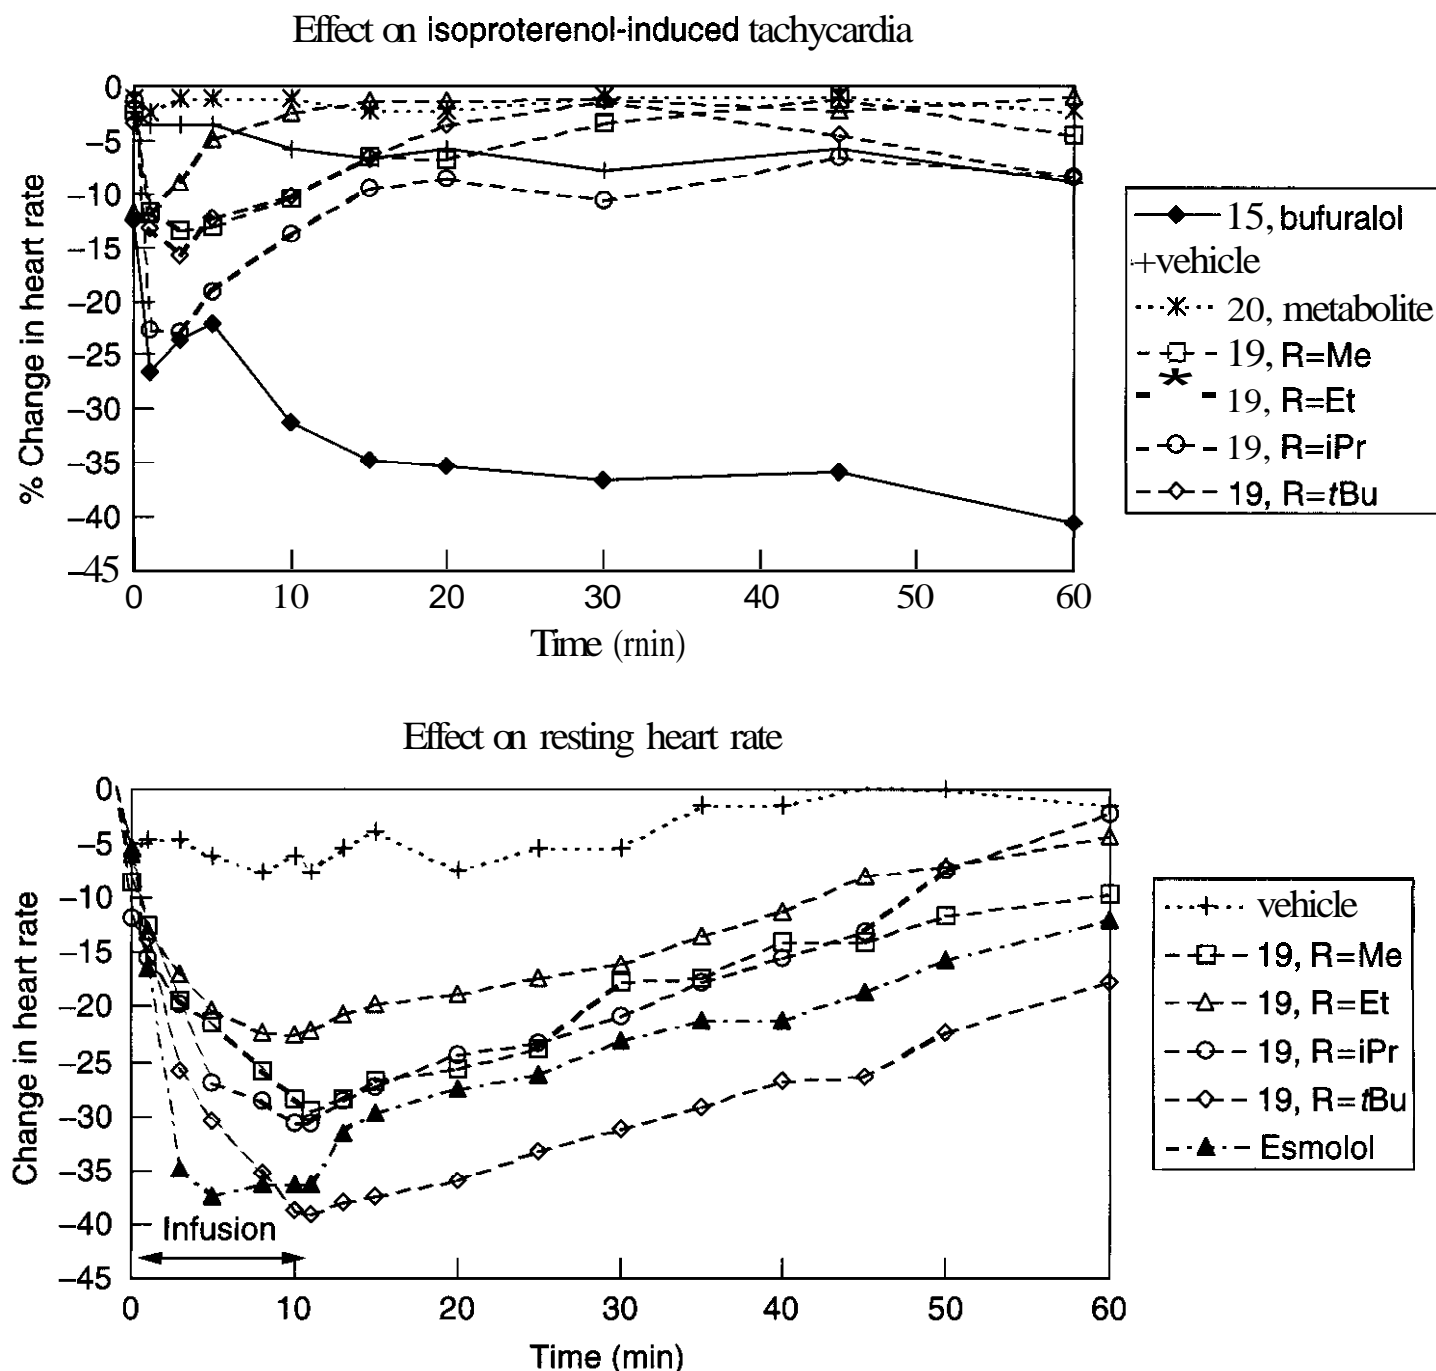 Effect on isoproterenol-induced tachycardia
0
−5
−10
−15
−20
−25
−30
−35
−40
−45
% Change in heart rate
0 10 20 30 40 50 60
Time (rnin)
15, bufuralol
+vehicle
20, metabolite
19, R=Me
19, R=Et
19, R=iPr
19, R=tBu
Effect on resting heart rate
0
−5
−10
−15
−20
−25
−30
−35
−40
−45
Change in heart rate
Infusion
0 10 20 30 40 50 60
Time (min)
vehicle
19, R=Me
19, R=Et
19, R=iPr
19, R=tBu
Esmolol